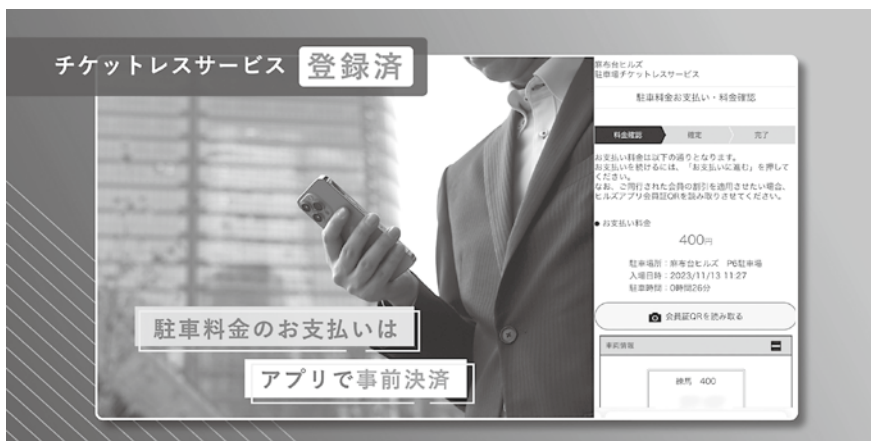 チケットレスサービス 登録済
麻布台ヒルズ
駐車場チケットレスサービス
駐車料金お支払い・料金確認
料金確認 確定 完了
お支払い料金は以下の通りとなります。
お支払いを続けるには、「お支払いに進む」を押して
ください。
なお、ご同行された会員の割引を適用させたい場合、
ヒルズアプリ会員証QRを読み取りさせてください。
● お支払い料金
400円
駐車場所：麻布台ヒルズ P6駐車場
入場日時：2023/11/13 11:27
駐車時間：0時間26分
会員証QRを読み取る
車両情報
練馬 400
駐車料金のお支払いは
アプリで事前決済